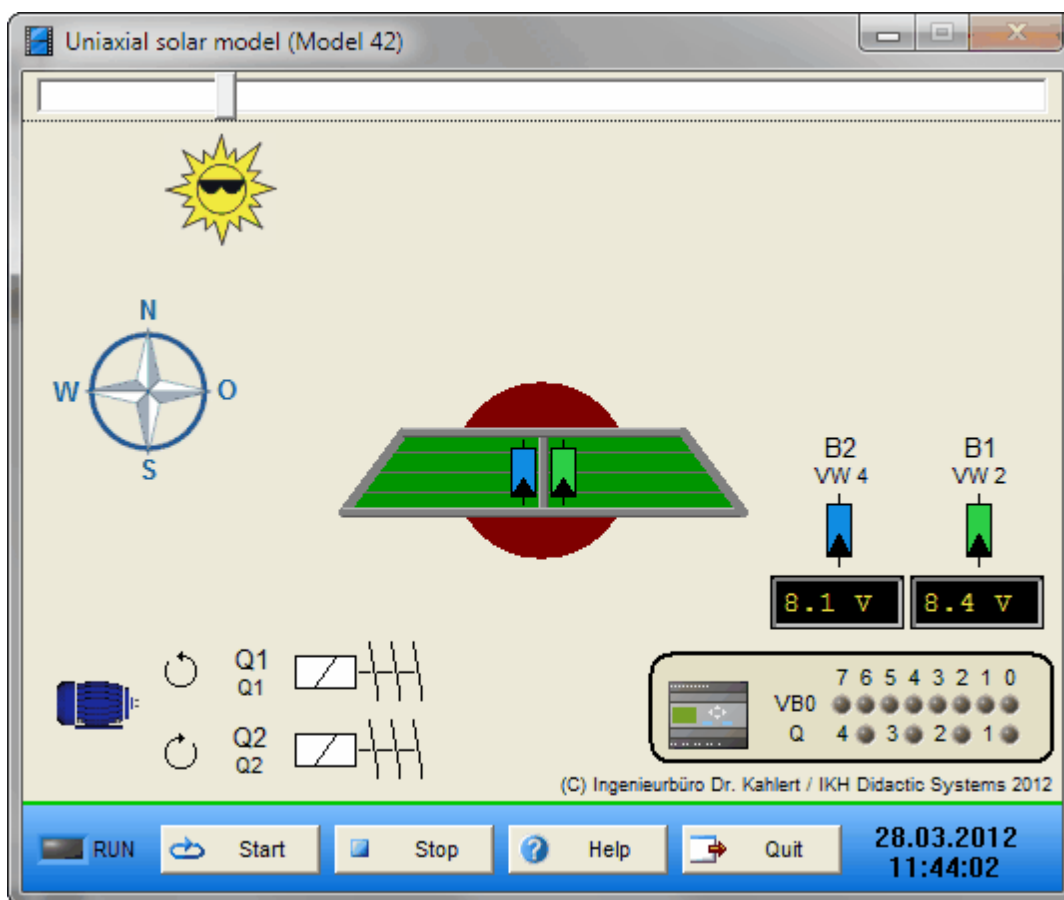 Uniaxial solar model (Model 42)
N
W O
S
B2 B1
VW 4 VW 2
8.1 V 8.4 V
Q1
Q1
Q2
Q2
7 6 5 4 3 2 1 0
VB0
Q 4 3 2 1
(C) Ingenieurbüro Dr. Kahlert / IKH Didactic Systems 2012
RUN Start Stop Help Quit 28.03.2012
11:44:02